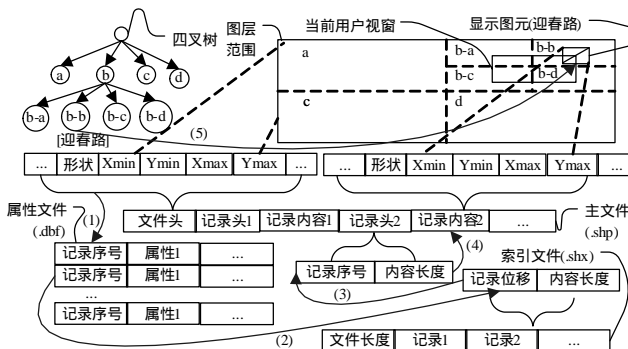 四叉树
图层
范围
当前用户视窗
显示图元(迎春路)
a b c d
b-a b-b b-c b-d
[迎春路]
(5)
a b-a b-b
b-c b-d
c d
... 形状 Xmin Ymin Xmax Ymax ...
... 形状 Xmin Ymin Xmax Ymax ...
属性文件
(.dbf)
(1)
文件头 记录头1 记录内容1 记录头2 记录内容2 ...
主文件
(.shp)
记录序号 属性1 ...
记录序号 属性1 ...
...
记录序号 属性1 ...
(4)
记录序号 内容长度
(3)
索引文件(.shx)
记录位移 内容长度
(2)
文件长度 记录1 记录2 ...